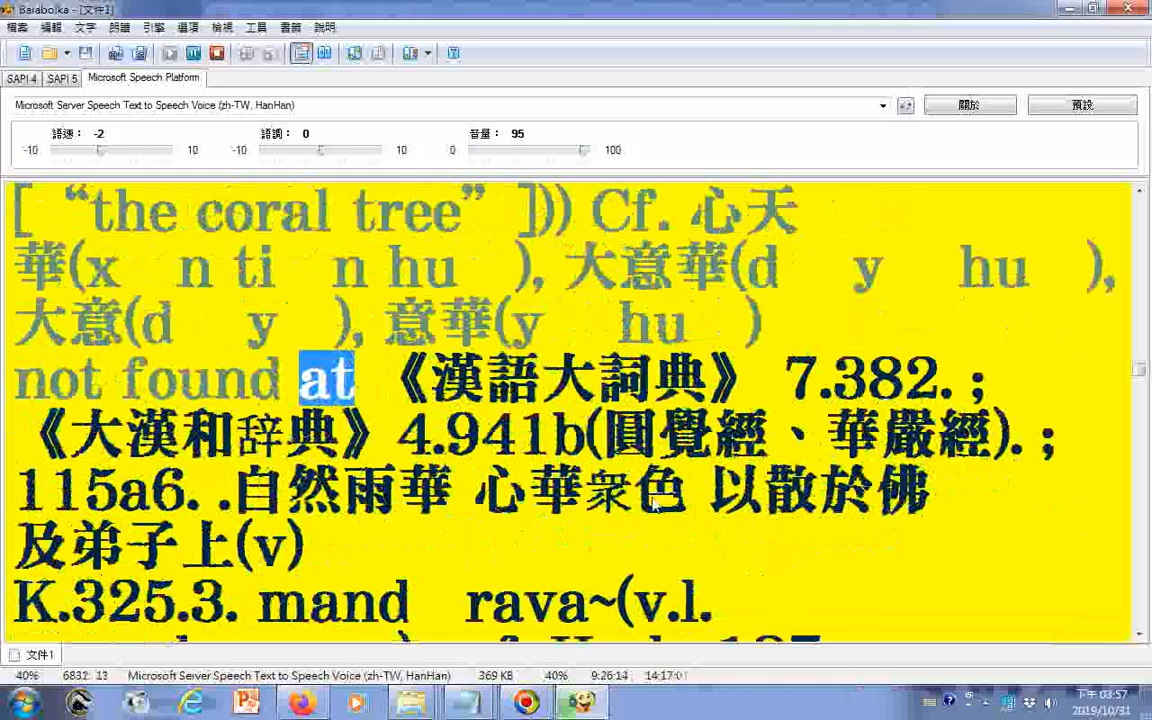 Balabolka - [文件1]
檔案 編輯 文字 朗讀 引擎 選項 檢視 工具 書籤 說明
SAPI 4 SAPI 5 Microsoft Speech Platform
Microsoft Server Speech Text to Speech Voice (zh-TW, HanHan) 關於 預設
語速： -2 語調： 0 音量： 95
-10 10 -10 10 0 100
[ “the coral tree” ])) Cf. 心天
華(x n ti n hu ), 大意華(d y hu ),
大意(d y ), 意華(y hu )
not found at 《漢語大詞典》 7.382. ;
《大漢和辞典》 4.941b(圓覺經、華嚴經). ;
115a6. .自然雨華 心華衆色 以散於佛
及弟子上(v)
K.325.3. mand rava~(v.l.
文件1
40% 6832: 13 Microsoft Server Speech Text to Speech Voice (zh-TW, HanHan) 369 KB 40% 9:26:14 14:17:01
下午 03:57
2019/10/31